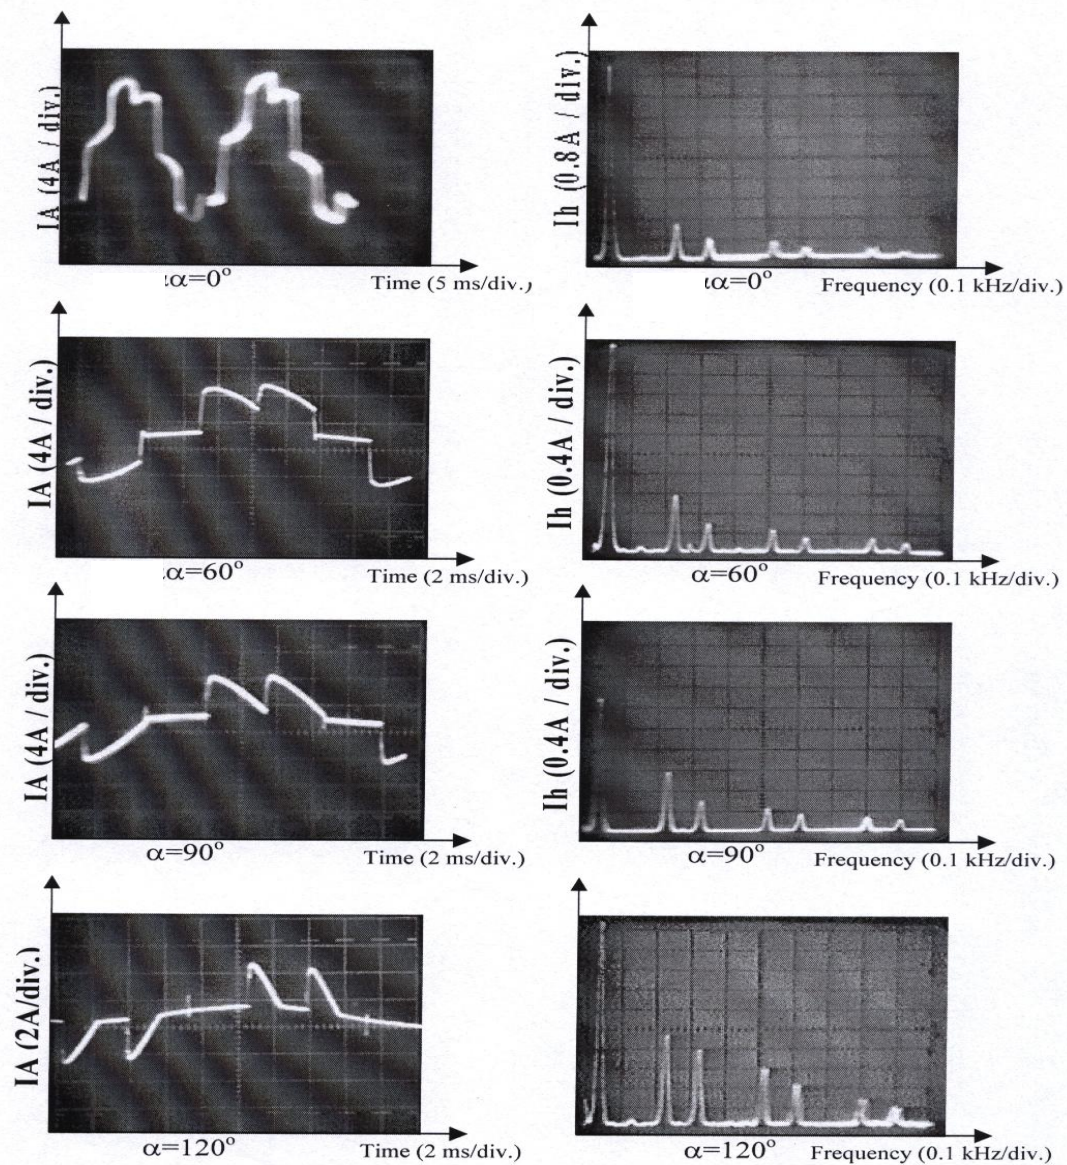 IA (4A / div.)
ıα=0°
Time (5 ms/div.)
Ih (0.8A / div.)
ıα=0°
Frequency (0.1 kHz/div.)
IA (4A / div.)
.α=60°
Time (2 ms/div.)
Ih (0.4A / div.)
α=60°
Frequency (0.1 kHz/div.)
IA (4A / div.)
α=90°
Time (2 ms/div.)
Ih (0.4A / div.)
α=90°
Frequency (0.1 kHz/div.)
IA (2A/div.)
α=120°
Time (2 ms/div.)
α=120°
Frequency (0.1 kHz/div.)